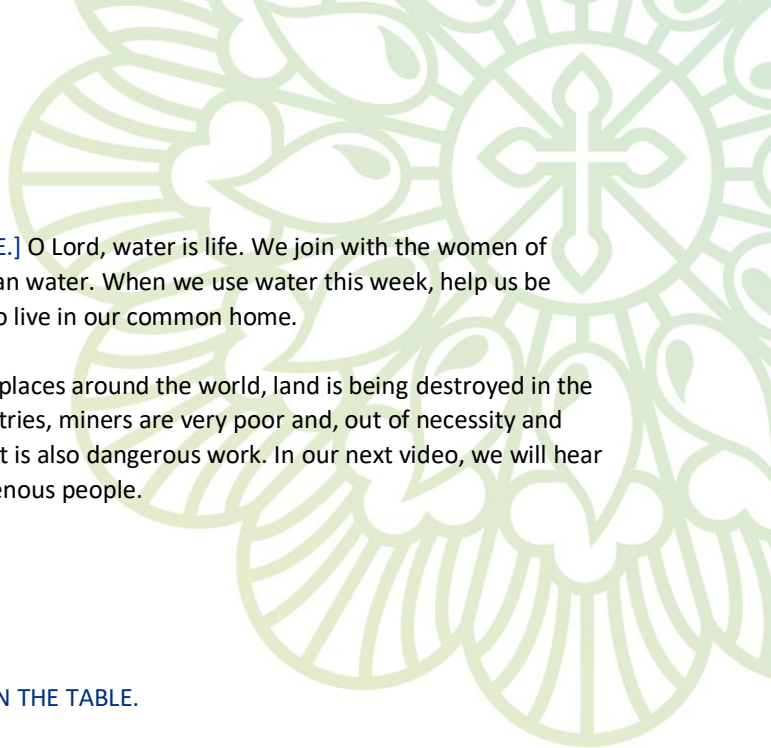 E.] O Lord, water is life. We join with the women of
an water. When we use water this week, help us be
o live in our common home.
places around the world, land is being destroyed in the
tries, miners are very poor and, out of necessity and
t is also dangerous work. In our next video, we will hear
enous people.
N THE TABLE.